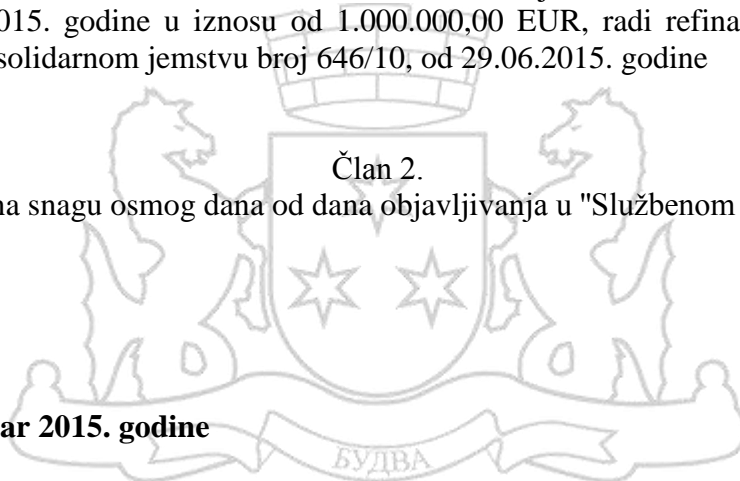 015. godine u iznosu od 1.000.000,00 EUR, radi refina
solidarnom jemstvu broj 646/10, od 29.06.2015. godine
Član 2.
na snagu osmog dana od dana objavljivanja u "Službenom
ar 2015. godine
БУДВА